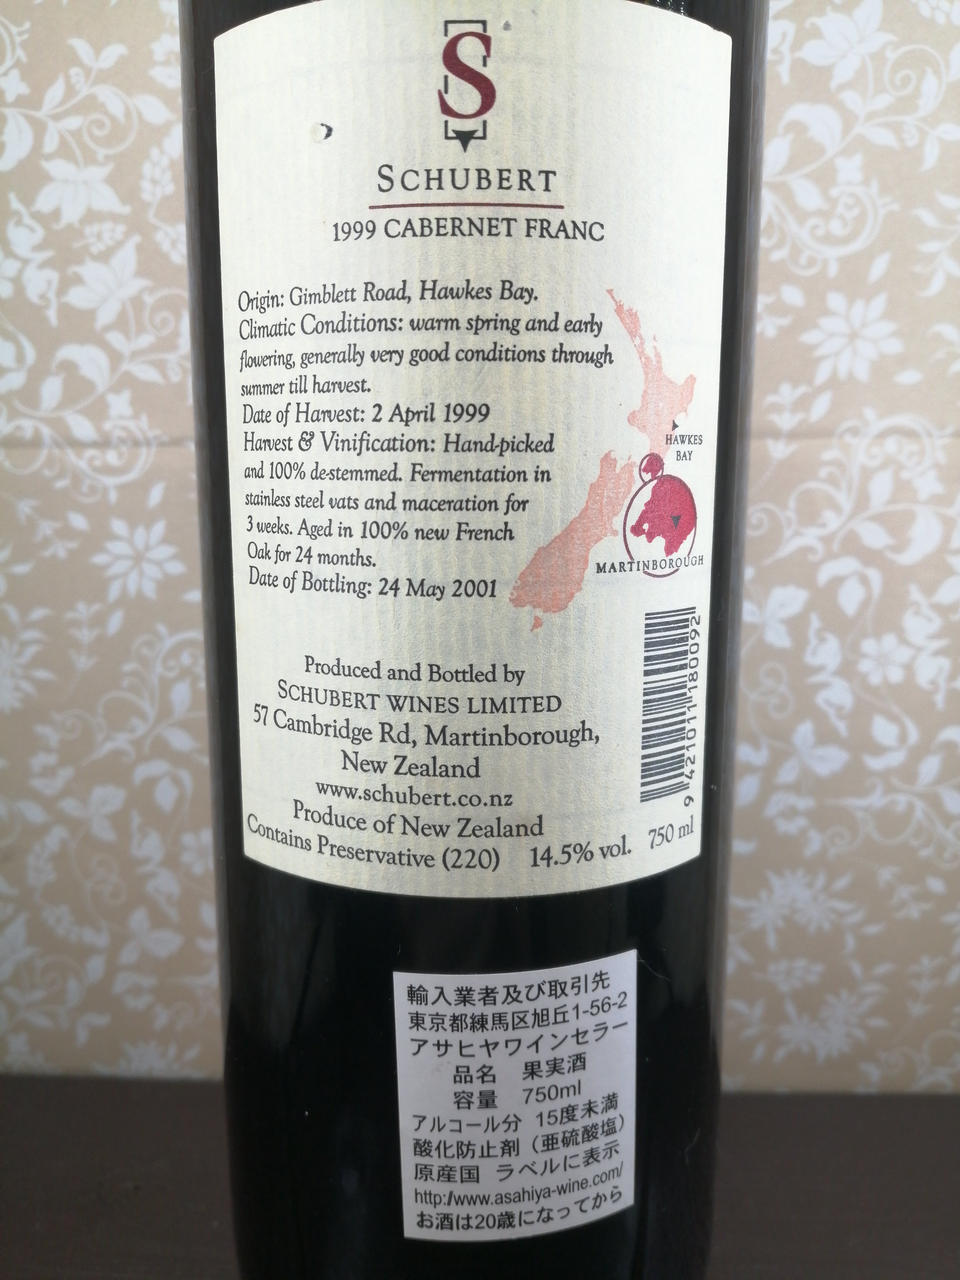 S
SCHUBERT
1999 CABERNET FRANC
Origin: Gimblett Road, Hawkes Bay.
Climatic Conditions: warm spring and early
flowering, generally very good conditions through
summer till harvest.
Date of Harvest: 2 April 1999
Harvest & Vinification: Hand-picked
and 100% de-stemmed. Fermentation in
stainless steel vats and maceration for
3 weeks. Aged in 100% new French
Oak for 24 months.
Date of Bottling: 24 May 2001
HAWKES
BAY
MARTINBOROUGH
Produced and Bottled by
SCHUBERT WINES LIMITED
57 Cambridge Rd, Martinborough,
New Zealand
www.schubert.co.nz
Produce of New Zealand
Contains Preservative (220) 14.5% vol. 750 ml
9 421011 180092
輸入業者及び取引先
東京都練馬区旭丘1-56-2
アサヒヤワインセラー
品名 果実酒
容量 750ml
アルコール分 15度未満
酸化防止剤（亜硫酸塩）
原産国 ラベルに表示
http://www.asahiya-wine.com/
お酒は20歳になってから